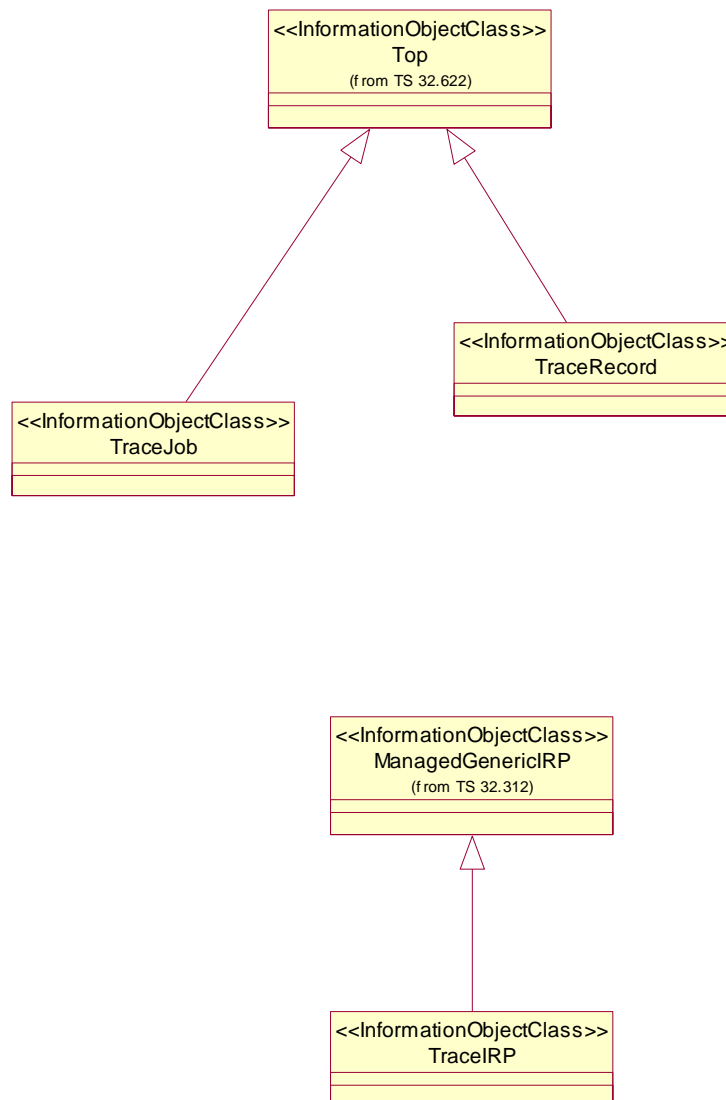 <<InformationObjectClass>>
Top
(from TS 32.622)
<<InformationObjectClass>>
TraceRecord
<<InformationObjectClass>>
TraceJob
<<InformationObjectClass>>
ManagedGenericIRP
(from TS 32.312)
<<InformationObjectClass>>
TraceIRP